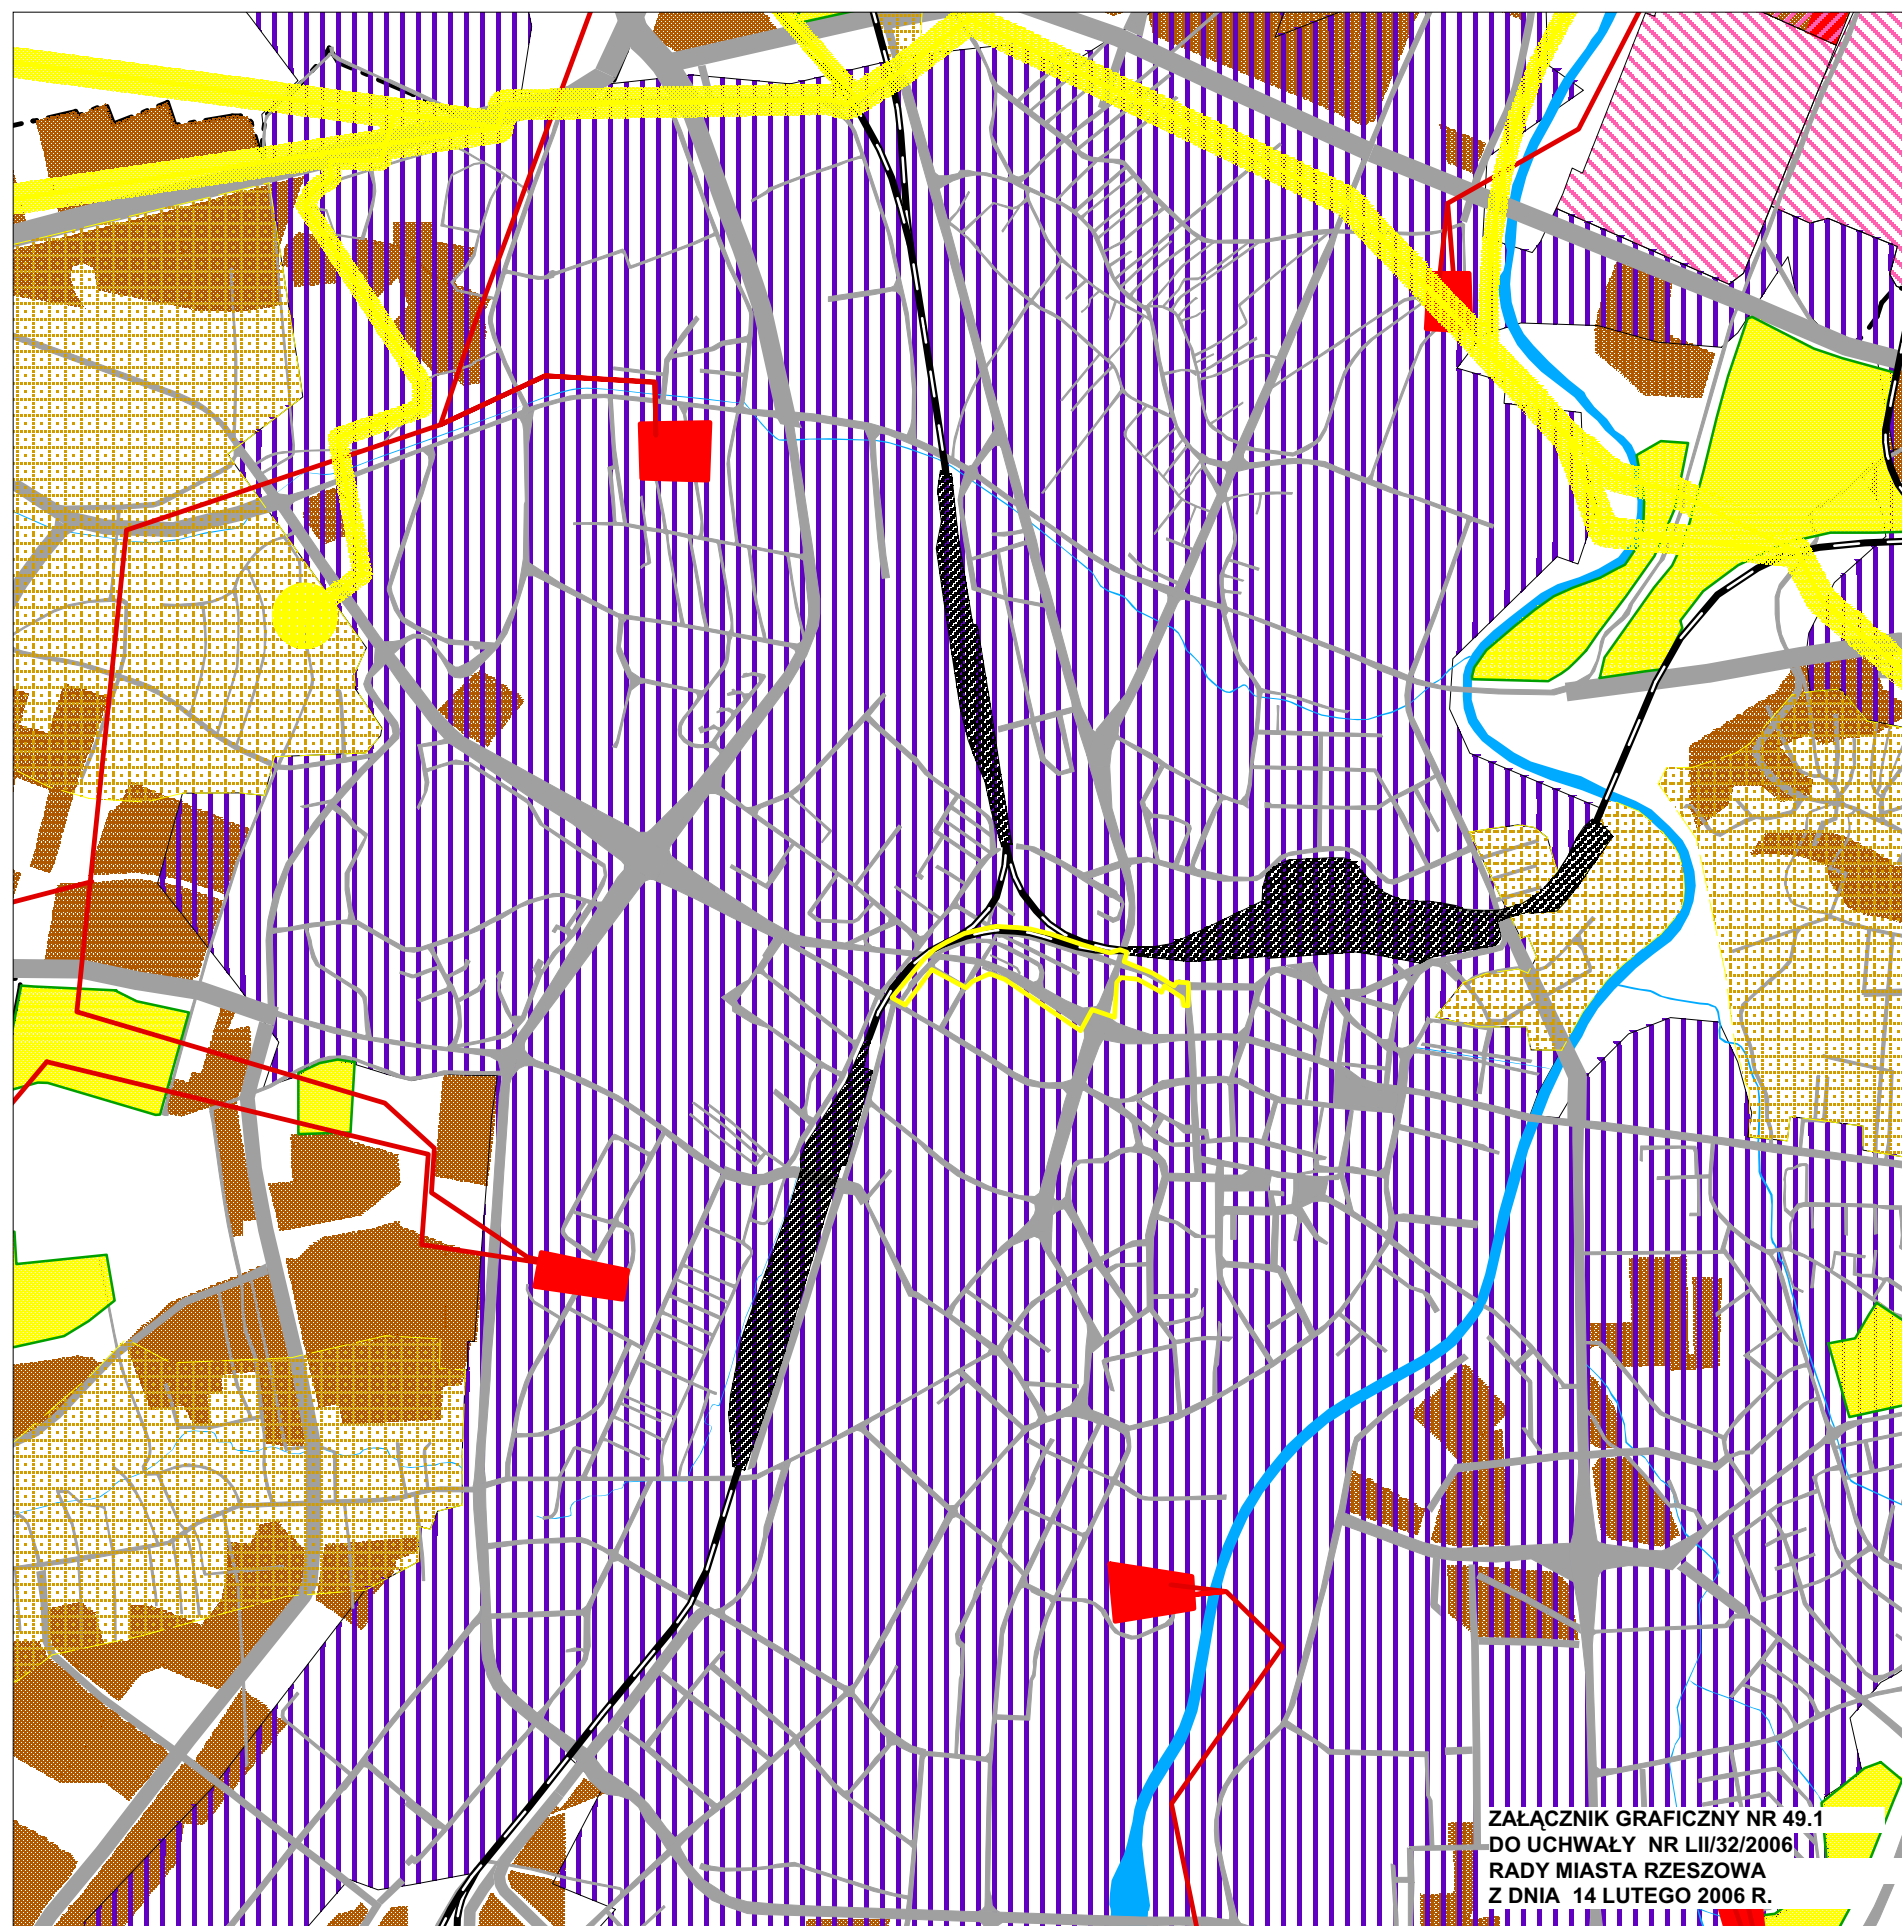 ZAŁĄCZNIK GRAFICZNY NR 49.1
DO UCHWAŁY NR LII/32/2006
RADY MIASTA RZESZOWA
Z DNIA 14 LUTEGO 2006 R.